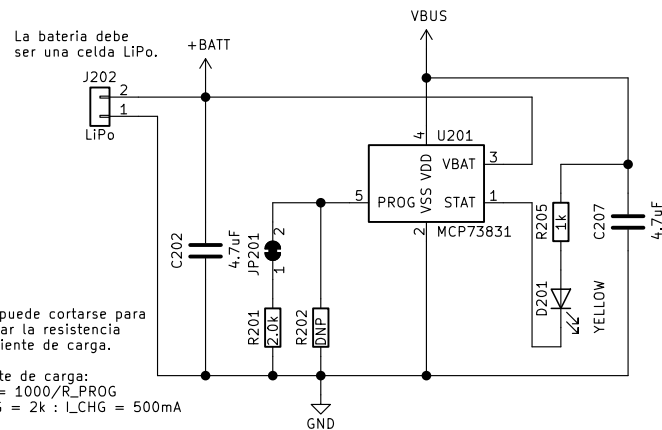 La bateria debe
ser una celda LiPo.
+BATT
VBUS
J202
2
1
LiPo
4
U201
VDD
VBAT
3
5
PROG
VSS
STAT
1
2
MCP73831
R205
1k
C207
4.7uF
C202
4.7uF
JP201
2
1
D201
YELLOW
R201
2.0k
R202
DNP
puede cortarse para
ar la resistencia
iente de carga.
te de carga:
= 1000/R_PROG
= 2k : I_CHG = 500mA
GND